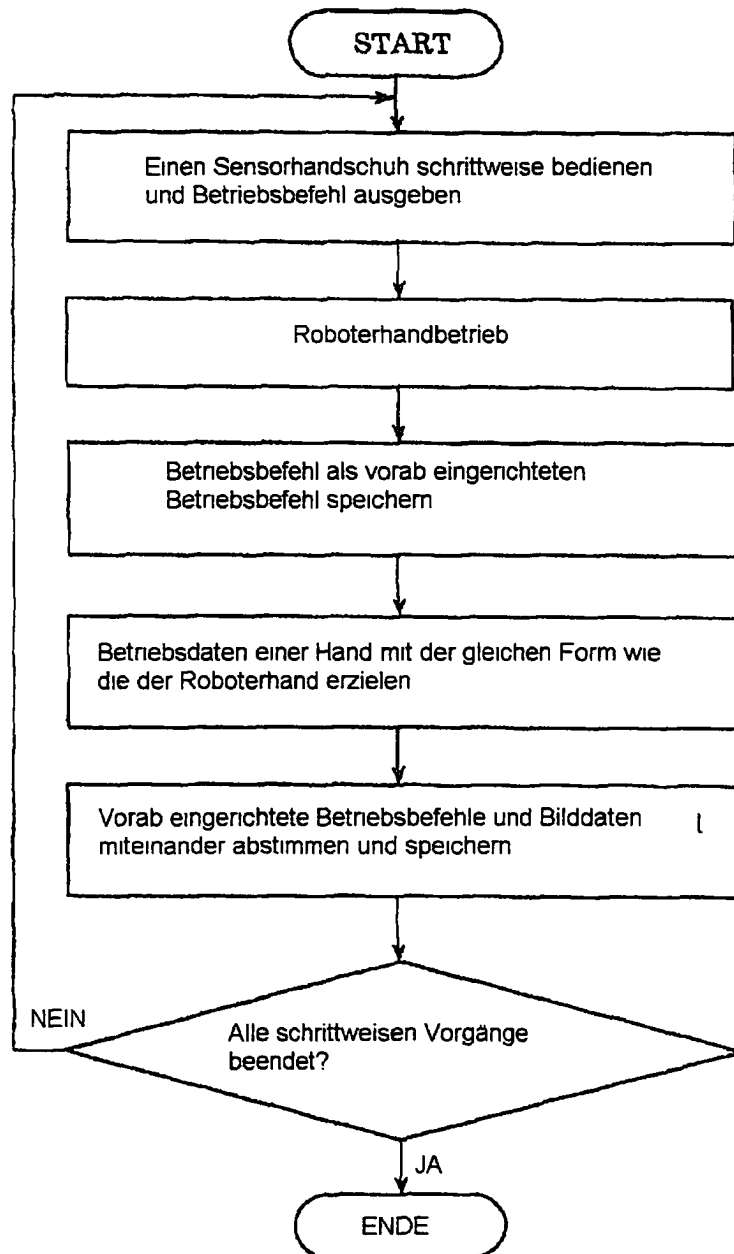 START
Einen Sensorhandschuh schrittweise bedienen
und Betriebsbefehl ausgeben
Roboterhandbetrieb
Betriebsbefehl als vorab eingerichteten
Betriebsbefehl speichern
Betriebsdaten einer Hand mit der gleichen Form wie
die der Roboterhand erzielen
Vorab eingerichtete Betriebsbefehle und Bilddaten
miteinander abstimmen und speichern
NEIN
Alle schrittweisen Vorgänge
beendet?
JA
ENDE